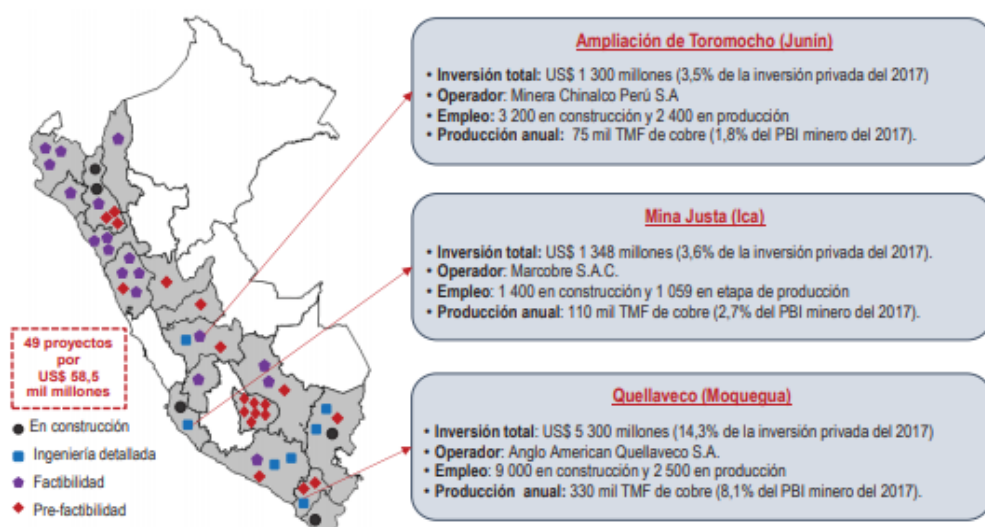 Ampliación de Toromocho (Junín)
• Inversión total: US$ 1 300 millones (3,5% de la inversión privada del 2017)
• Operador: Minera Chinalco Perú S.A
• Empleo: 3 200 en construcción y 2 400 en producción
• Producción anual: 75 mil TMF de cobre (1,8% del PBI minero del 2017).
Mina Justa (Ica)
• Inversión total: US$ 1 348 millones (3,6% de la inversión privada del 2017).
• Operador: Marcobre S.A.C.
• Empleo: 1 400 en construcción y 1 059 en etapa de producción
• Producción anual: 110 mil TMF de cobre (2,7% del PBI minero del 2017).
Quellaveco (Moquegua)
• Inversión total: US$ 5 300 millones (14,3% de la inversión privada del 2017)
• Operador: Anglo American Quellaveco S.A.
• Empleo: 9 000 en construcción y 2 500 en producción
• Producción anual: 330 mil TMF de cobre (8,1% del PBI minero del 2017).
49 proyectos
por
US$ 58,5
mil millones
En construcción
Ingeniería detallada
Factibilidad
Pre-factibilidad